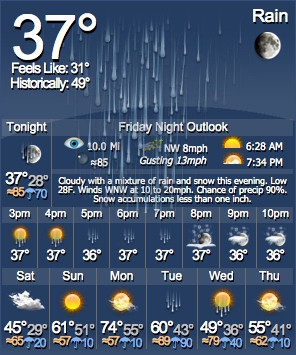 37°
Rain
Feels Like: 31°
Historically: 49°
Tonight
Friday Night Outlook
10.0 Mi
NW 8mph
6:28 AM
≈85
Gusting 13mph
7:34 PM
37° 28°
≈85 70
Cloudy with a mixture of rain and snow this evening. Low
28F. Winds WNW at 10 to 20mph. Chance of precip 90%.
Snow accumulations less than one inch.
3pm 4pm 5pm 6pm 7pm 8pm 9pm 10pm
37° 37° 36° 37° 37° 37° 36° 36°
Sat Sun Mon Tue Wed Thu
45° 29° 61° 51° 74° 55° 60° 43° 49° 36° 55° 41°
≈65 20 ≈57 10 ≈57 10 ≈69 90 ≈79 40 ≈62 10